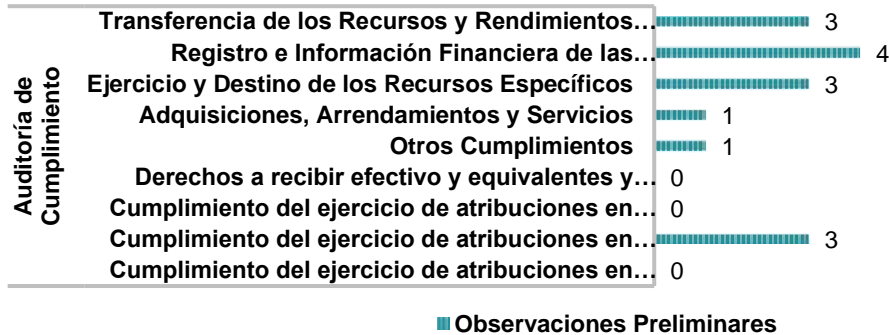 Auditoría de
Cumplimiento
Transferencia de los Recursos y Rendimientos… 3
Registro e Información Financiera de las… 4
Ejercicio y Destino de los Recursos Específicos 3
Adquisiciones, Arrendamientos y Servicios 1
Otros Cumplimientos 1
Derechos a recibir efectivo y equivalentes y… 0
Cumplimiento del ejercicio de atribuciones en… 0
Cumplimiento del ejercicio de atribuciones en… 3
Cumplimiento del ejercicio de atribuciones en… 0
Observaciones Preliminares